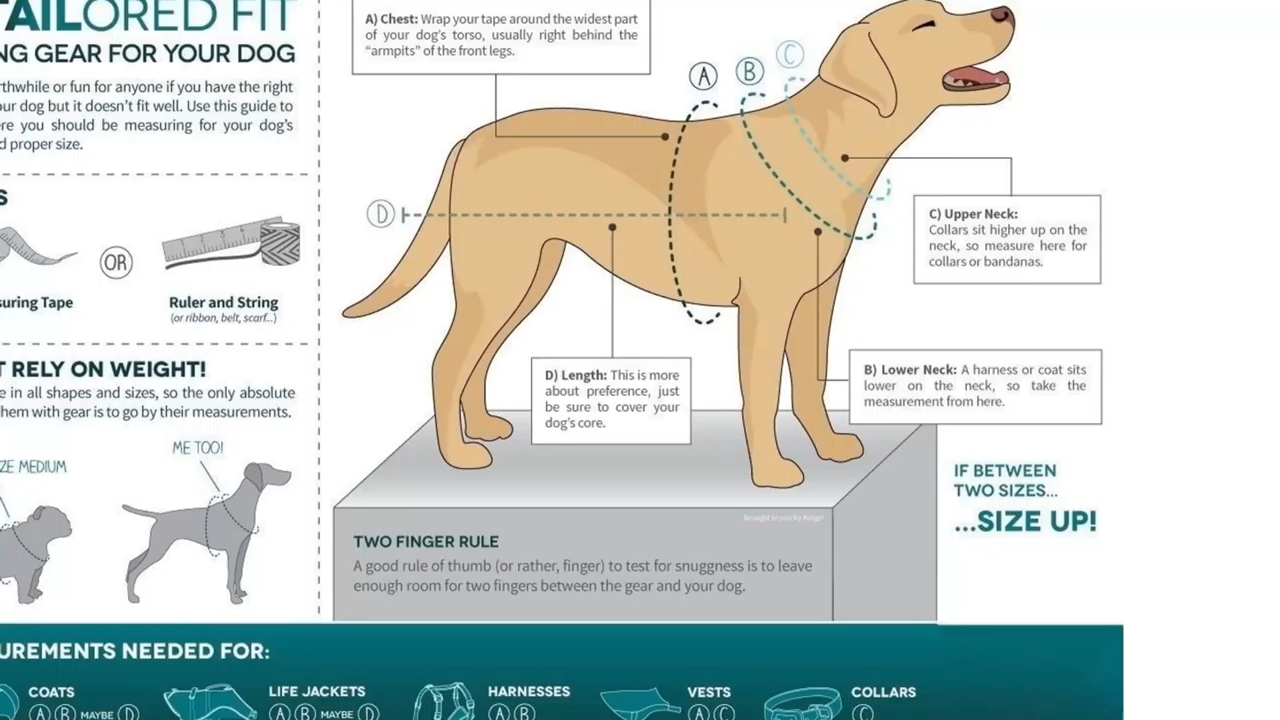 TAILORED FIT
NG GEAR FOR YOUR DOG
rthwhile or fun for anyone if you have the right
our dog but it doesn't fit well. Use this guide to
ere you should be measuring for your dog's
d proper size.
S
OR
suring Tape
Ruler and String
(or ribbon, belt, scarf...)
T RELY ON WEIGHT!
e in all shapes and sizes, so the only absolute
them with gear is to go by their measurements.
ZE MEDIUM
ME TOO!
A) Chest: Wrap your tape around the widest part
of your dog's torso, usually right behind the
"armpits" of the front legs.
A
B
C
D
C) Upper Neck:
Collars sit higher up on the
neck, so measure here for
collars or bandanas.
D) Length: This is more
about preference, just
be sure to cover your
dog's core.
B) Lower Neck: A harness or coat sits
lower on the neck, so take the
measurement from here.
IF BETWEEN
TWO SIZES...
...SIZE UP!
brought to you by Kurgo
TWO FINGER RULE
A good rule of thumb (or rather, finger) to test for snuggness is to leave
enough room for two fingers between the gear and your dog.
UREMENTS NEEDED FOR:
COATS
A B MAYBE D
LIFE JACKETS
A B MAYBE D
HARNESSES
A B
VESTS
A C
COLLARS
C